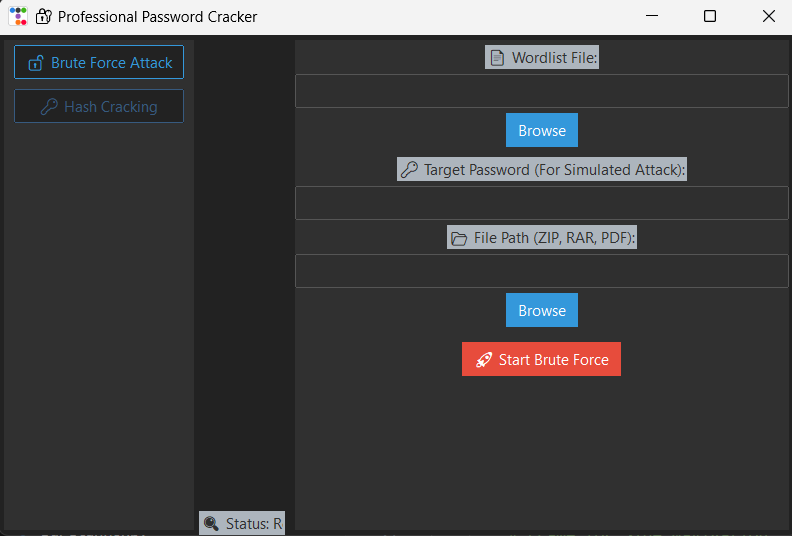 Professional Password Cracker
Brute Force Attack
Hash Cracking
Wordlist File:
Browse
Target Password (For Simulated Attack):
File Path (ZIP, RAR, PDF):
Browse
Start Brute Force
Status: R